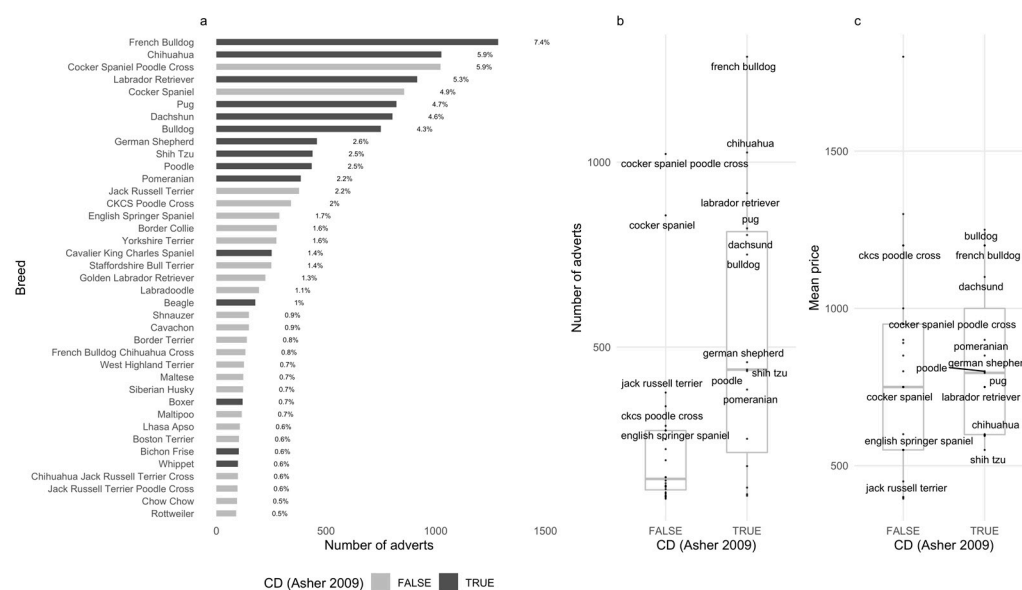 a
Breed
French Bulldog 7.4%
Chihuahua 5.9%
Cocker Spaniel Poodle Cross 5.9%
Labrador Retriever 5.3%
Cocker Spaniel 4.9%
Pug 4.7%
Dachshun 4.6%
Bulldog 4.3%
German Shepherd 2.6%
Shih Tzu 2.5%
Poodle 2.5%
Pomeranian 2.2%
Jack Russell Terrier 2.2%
CKCS Poodle Cross 2%
English Springer Spaniel 1.7%
Border Collie 1.6%
Yorkshire Terrier 1.6%
Cavalier King Charles Spaniel 1.4%
Staffordshire Bull Terrier 1.4%
Golden Labrador Retriever 1.3%
Labradoodle 1.1%
Beagle 1%
Shnauzer 0.9%
Cavachon 0.9%
Border Terrier 0.8%
French Bulldog Chihuahua Cross 0.8%
West Highland Terrier 0.7%
Maltese 0.7%
Siberian Husky 0.7%
Boxer 0.7%
Maltipoo 0.7%
Lhasa Apso 0.6%
Boston Terrier 0.6%
Bichon Frise 0.6%
Whippet 0.6%
Chihuahua Jack Russell Terrier Cross 0.6%
Jack Russell Terrier Poodle Cross 0.6%
Chow Chow 0.5%
Rottweiler 0.5%
0 500 1000 1500
Number of adverts
CD (Asher 2009) FALSE TRUE
b
Number of adverts
1000
500
french bulldog
chihuahua
cocker spaniel poodle cross
labrador retriever
pug
cocker spaniel
dachsund
bulldog
german shepherd
shih tzu
poodle
jack russell terrier
pomeranian
ckcs poodle cross
english springer spaniel
FALSE TRUE
CD (Asher 2009)
c
Mean price
1500
1000
500
bulldog
ckcs poodle cross
french bulldog
dachsund
cocker spaniel poodle cross
pomeranian
german shepher
poodle
pug
cocker spaniel
labrador retriever
chihuahua
english springer spaniel
shih tzu
jack russell terrier
FALSE TRUE
CD (Asher 2009)